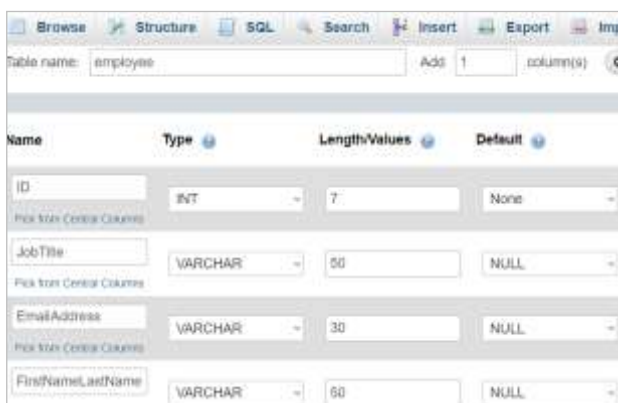 Browse Structure SQL Search Insert Export Imp
Table name: employee Add 1 column(s)
Name Type Length/Values Default
ID INT 7 None
Pick from Central Columns
JobTitle VARCHAR 50 NULL
Pick from Central Columns
EmailAddress VARCHAR 30 NULL
Pick from Central Columns
FirstNameLastName VARCHAR 60 NULL